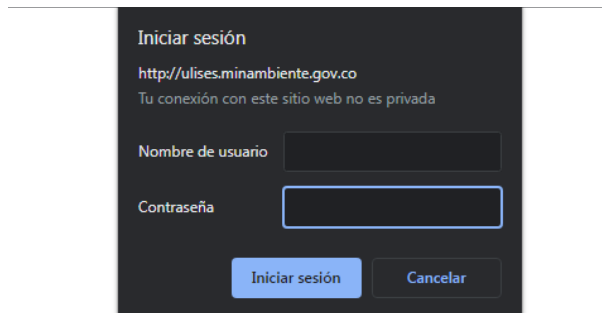 Iniciar sesión
http://ulises.minambiente.gov.co
Tu conexión con este sitio web no es privada
Nombre de usuario
Contraseña
Iniciar sesión
Cancelar